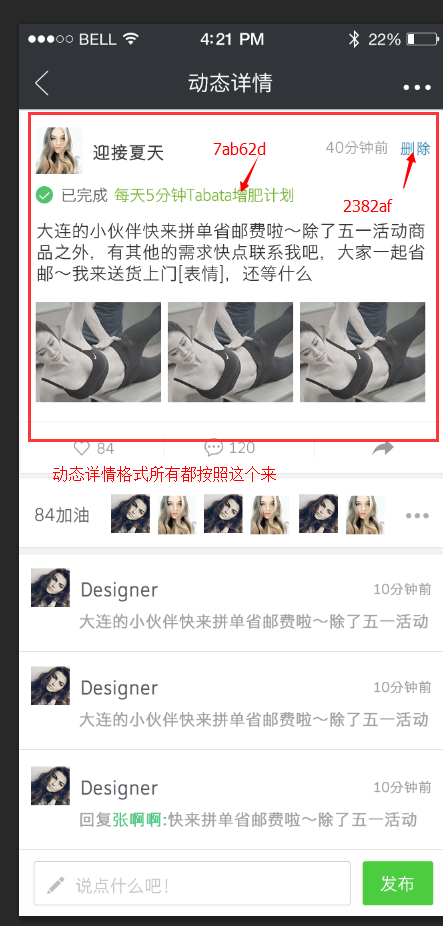 BELL 4:21 PM 22%
动态详情
迎接夏天 7ab62d 40分钟前 删除
已完成 每天5分钟Tabata增肥计划
2382af
大连的小伙伴快来拼单省邮费啦～除了五一活动商
品之外，有其他的需求快点联系我吧，大家一起省
邮～我来送货上门[表情]，还等什么
84 120
动态详情格式所有都按照这个来
84加油
Designer 10分钟前
大连的小伙伴快来拼单省邮费啦～除了五一活动
Designer 10分钟前
大连的小伙伴快来拼单省邮费啦～除了五一活动
Designer 10分钟前
回复张啊啊:快来拼单省邮费啦～除了五一活动
说点什么吧！ 发布